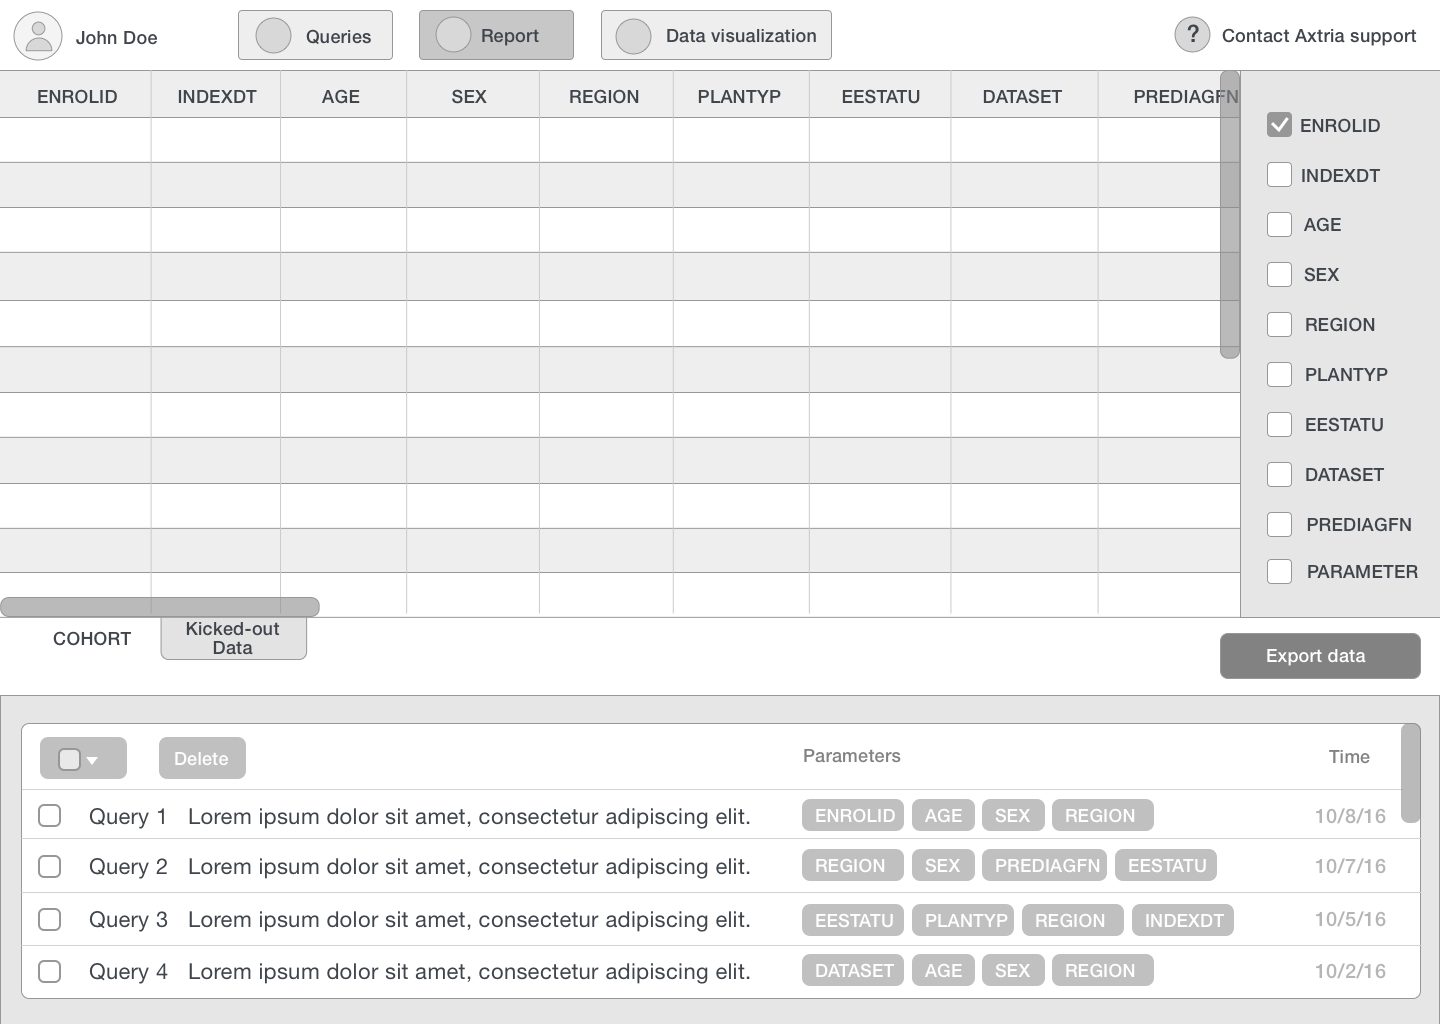 John Doe
Queries
Report
Data visualization
? Contact Axtria support
ENROLID INDEXDT AGE SEX REGION PLANTYP EESTATU DATASET PREDIAGFN
ENROLID
INDEXDT
AGE
SEX
REGION
PLANTYP
EESTATU
DATASET
PREDIAGFN
PARAMETER
COHORT
Kicked-out
Data
Export data
Delete Parameters Time
Query 1 Lorem ipsum dolor sit amet, consectetur adipiscing elit. ENROLID AGE SEX REGION 10/8/16
Query 2 Lorem ipsum dolor sit amet, consectetur adipiscing elit. REGION SEX PREDIAGFN EESTATU 10/7/16
Query 3 Lorem ipsum dolor sit amet, consectetur adipiscing elit. EESTATU PLANTYP REGION INDEXDT 10/5/16
Query 4 Lorem ipsum dolor sit amet, consectetur adipiscing elit. DATASET AGE SEX REGION 10/2/16